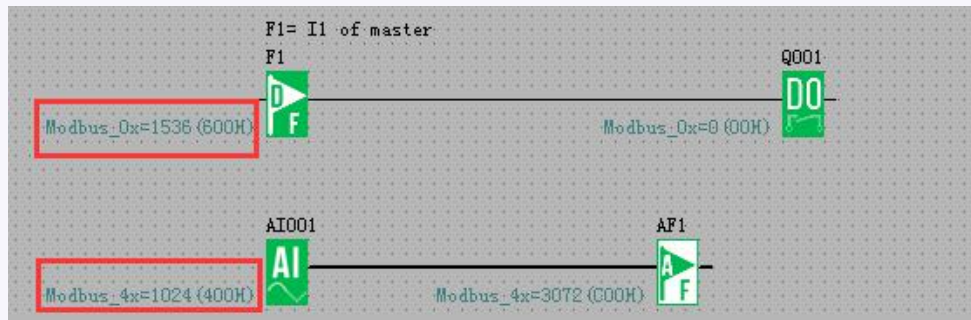 F1= I1 of master
F1
Q001
D
F
DO
Modbus_0x=1536(600H)
Modbus_0x=0(00H)
AI001
AF1
AI
A
F
Modbus_4x=1024(400H)
Modbus_4x=3072(C00H)